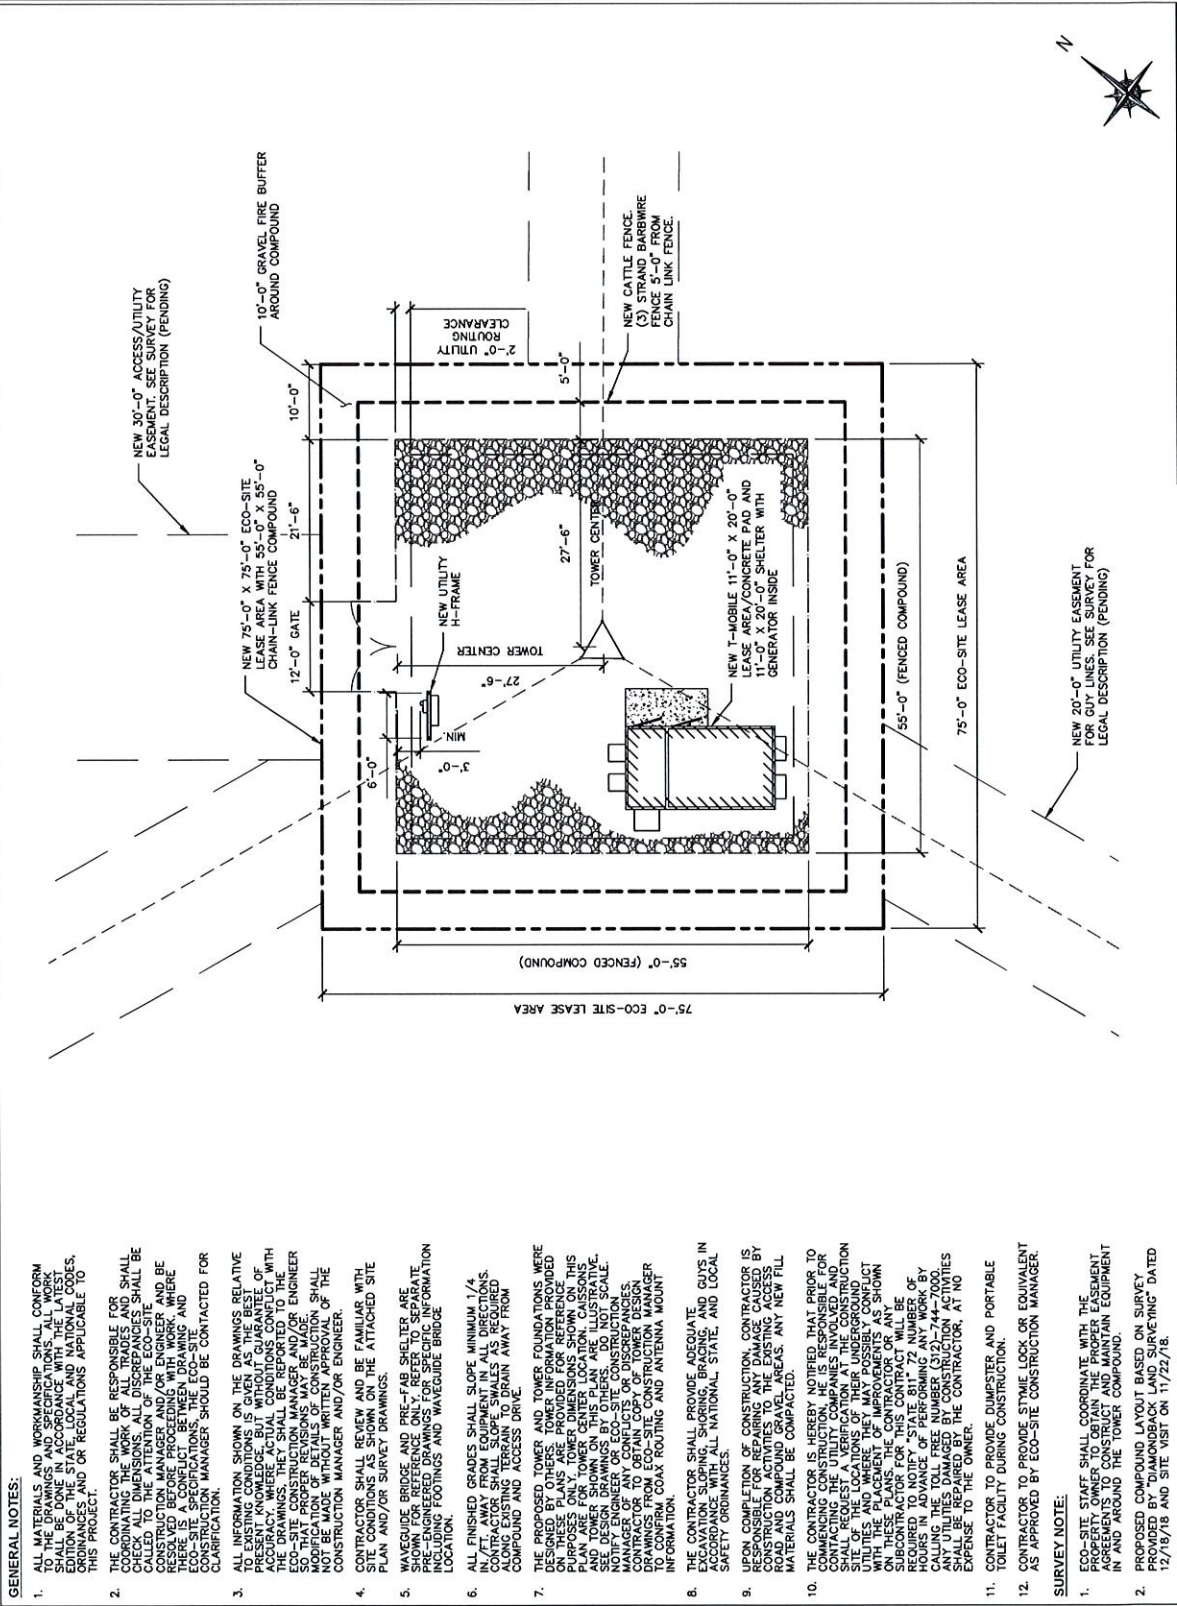 GENERAL NOTES:
1. ALL MATERIALS AND WORKMANSHIP SHALL CONFORM
TO THE DRAWINGS AND SPECIFICATIONS. ALL WORK
SHALL BE DONE IN ACCORDANCE WITH THE LATEST
EDITION OF THE STATE, LOCAL AND NATIONAL CODES,
ORDINANCES AND OR REGULATIONS APPLICABLE TO
THIS PROJECT.
2. THE CONTRACTOR SHALL BE RESPONSIBLE FOR
COORDINATING THE WORK OF ALL TRADES AND SHALL
CHECK ALL DIMENSIONS. ALL DISCREPANCIES SHALL BE
CALLED TO THE ATTENTION OF THE ECO-SITE
CONSTRUCTION MANAGER AND/OR ENGINEER AND BE
RESOLVED BEFORE PROCEEDING WITH WORK. WHERE
THERE IS A CONFLICT BETWEEN DRAWING AND
ECO-SITE SPECIFICATIONS, THE ECO-SITE
CONSTRUCTION MANAGER SHOULD BE CONTACTED FOR
CLARIFICATION.
3. ALL INFORMATION SHOWN ON THE DRAWINGS RELATIVE
TO EXISTING CONDITIONS IS GIVEN AS THE BEST
PRESENT KNOWLEDGE, BUT WITHOUT GUARANTEE OF
ACCURACY. WHERE ACTUAL CONDITIONS CONFLICT WITH
THE DRAWINGS, THEY SHALL BE REPORTED TO THE
ECO-SITE CONSTRUCTION MANAGER AND/OR ENGINEER
SO THAT PROPER REVISIONS MAY BE MADE.
MODIFICATION OF DETAILS OF CONSTRUCTION SHALL
NOT BE MADE WITHOUT WRITTEN APPROVAL OF THE
CONSTRUCTION MANAGER AND/OR ENGINEER.
4. CONTRACTOR SHALL REVIEW AND BE FAMILIAR WITH
SITE CONDITIONS AS SHOWN ON THE ATTACHED SITE
PLAN AND/OR SURVEY DRAWINGS.
5. WAVEGUIDE BRIDGE AND PRE-FAB SHELTER ARE
SHOWN FOR REFERENCE ONLY. REFER TO SEPARATE
PRE-ENGINEERED DRAWINGS FOR SPECIFIC INFORMATION
INCLUDING FOOTINGS AND WAVEGUIDE BRIDGE
LOCATION.
6. ALL FINISHED GRADES SHALL SLOPE MINIMUM 1/4
IN./FT. AWAY FROM EQUIPMENT IN ALL DIRECTIONS.
CONTRACTOR SHALL SLOPE SWALES AS REQUIRED
ALONG EXISTING TERRAIN TO DRAIN AWAY FROM
COMPOUND AND ACCESS DRIVE.
7. THE PROPOSED TOWER AND TOWER FOUNDATIONS WERE
DESIGNED BY OTHERS. TOWER INFORMATION PROVIDED
ON THESE PLANS ARE PROVIDED FOR REFERENCE
PURPOSES ONLY. TOWER DIMENSIONS SHOWN ON THIS
PLAN ARE FOR TOWER CENTER LOCATION. CAISSONS
AND TOWER SHOWN ON THIS PLAN ARE ILLUSTRATIVE.
SEE DESIGN DRAWINGS BY OTHERS. DO NOT SCALE.
NOTIFY ENGINEER OR ECO-SITE CONSTRUCTION
MANAGER OF ANY CONFLICTS OR DISCREPANCIES.
CONTRACTOR TO OBTAIN COPY OF TOWER DESIGN
DRAWINGS FROM ECO-SITE CONSTRUCTION MANAGER
TO CONFORM COAX ROUTING AND ANTENNA MOUNT
INFORMATION.
8. THE CONTRACTOR SHALL PROVIDE ADEQUATE
EXCAVATION SLOPING, SHORING, BRACING, AND GUYS IN
ACCORDANCE WITH ALL NATIONAL, STATE, AND LOCAL
SAFETY ORDINANCES.
9. UPON COMPLETION OF CONSTRUCTION, CONTRACTOR IS
RESPONSIBLE FOR REPAIRING ANY DAMAGE CAUSED BY
CONSTRUCTION ACTIVITIES TO THE EXISTING ACCESS
ROAD AND COMPOUND GRAVEL AREAS. ANY NEW FILL
MATERIALS SHALL BE COMPACTED.
10. THE CONTRACTOR IS HEREBY NOTIFIED THAT PRIOR TO
COMMENCING CONSTRUCTION, HE IS RESPONSIBLE FOR
CONTACTING THE UTILITY COMPANIES INVOLVED AND
SHALL REQUEST A VERIFICATION AT THE CONSTRUCTION
SITE OF THE LOCATIONS OF THEIR UNDERGROUND
UTILITIES AND WHERE OF MAY POSSIBLY CONFLICT
WITH THE PLACEMENT OF IMPROVEMENTS AS SHOWN
ON THESE PLANS. THE CONTRACTOR OR ANY
SUBCONTRACTOR FOR THIS CONTRACT WILL BE
REQUIRED TO NOTIFY "STATE 811" 72 NUMBER OF
HOURS IN ADVANCE OF PERFORMING ANY WORK BY
CALLING THE TOLL FREE NUMBER (312)-744-7000.
ANY UTILITIES DAMAGED BY CONSTRUCTION ACTIVITIES
SHALL BE REPAIRED BY THE CONTRACTOR, AT NO
EXPENSE TO THE OWNER.
11. CONTRACTOR TO PROVIDE DUMPSTER AND PORTABLE
TOILET FACILITY DURING CONSTRUCTION.
12. CONTRACTOR TO PROVIDE STYMIE LOCK OR EQUIVALENT
AS APPROVED BY ECO-SITE CONSTRUCTION MANAGER.
SURVEY NOTE:
1. ECO-SITE STAFF SHALL COORDINATE WITH THE
PROPERTY OWNER TO OBTAIN THE PROPER EASEMENT
AGREEMENTS TO CONSTRUCT AND MAINTAIN EQUIPMENT
IN AND AROUND THE TOWER COMPOUND.
2. PROPOSED COMPOUND LAYOUT BASED ON SURVEY
PROVIDED BY "DIAMONDBACK LAND SURVEYING" DATED
12/18/18 AND SITE VISIT ON 11/22/18.
NEW 30'-0" ACCESS/UTILITY
EASEMENT. SEE SURVEY FOR
LEGAL DESCRIPTION (PENDING)
NEW 75'-0" X 75'-0" ECO-SITE
LEASE AREA WITH 55'-0" X 55'-0"
CHAIN-LINK FENCE COMPOUND
10'-0" GRAVEL FIRE BUFFER
AROUND COMPOUND
12'-0" GATE
21'-6"
10'-0"
2'-0" UTILITY
ROUTING
CLEARANCE
6'-0"
3'-0"
MIN.
NEW UTILITY
H-FRAME
27'-6"
TOWER CENTER
27'-6"
TOWER CENTER
5'-0"
NEW CATTLE FENCE.
(3) STRAND BARBWIRE
FENCE 5'-0" FROM
CHAIN LINK FENCE.
NEW T-MOBILE 11'-0" X 20'-0"
LEASE AREA/CONCRETE PAD AND
11'-0" X 20'-0" SHELTER WITH
GENERATOR INSIDE
55'-0" (FENCED COMPOUND)
75'-0" ECO-SITE LEASE AREA
55'-0" (FENCED COMPOUND)
75'-0" ECO-SITE LEASE AREA
NEW 20'-0" UTILITY EASEMENT
FOR GUY LINES. SEE SURVEY FOR
LEGAL DESCRIPTION (PENDING)
N